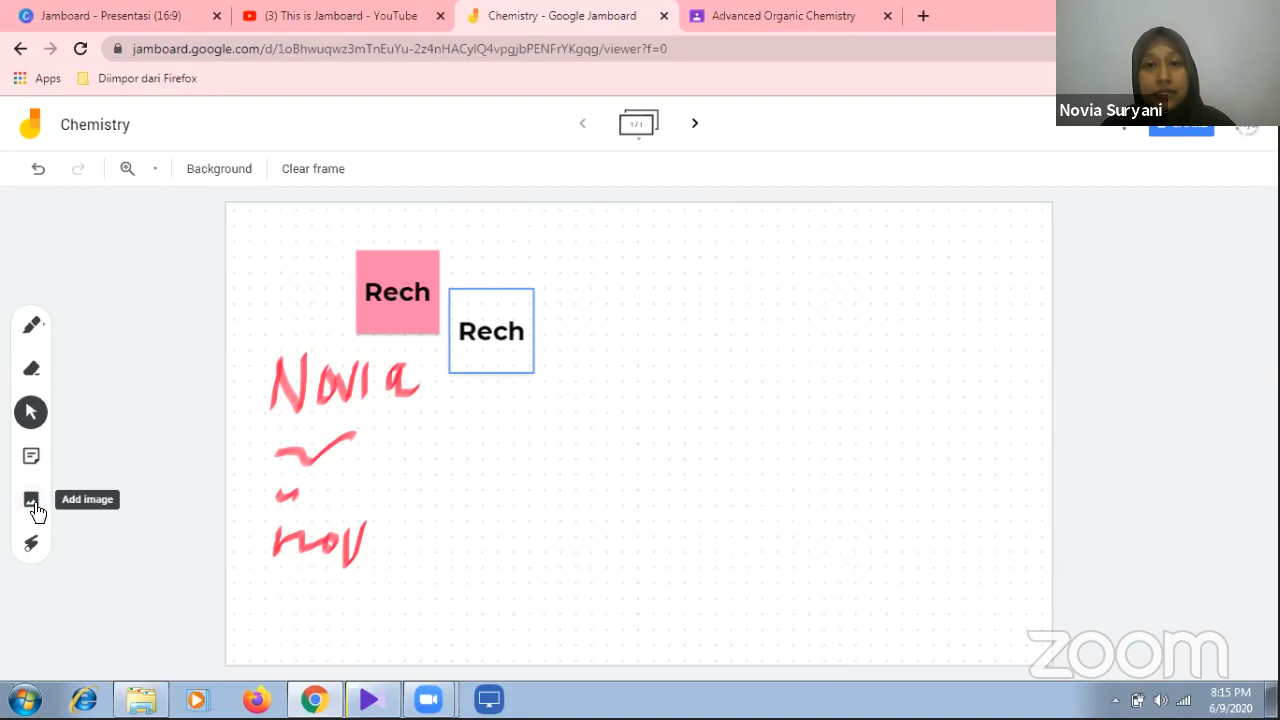 Jamboard - Presentasi (16:9)
(3) This is Jamboard - YouTube
Chemistry - Google Jamboard
Advanced Organic Chemistry
jamboard.google.com/d/1oBhwuqwz3mTnEuYu-2z4nHACylQ4vpgjbPENFrYKgqg/viewer?f=0
Apps
Diimpor dari Firefox
Novia Suryani
Chemistry
1/1
Background
Clear frame
Rech
Rech
Novia
nov
Add image
zoom
8:15 PM
6/9/2020